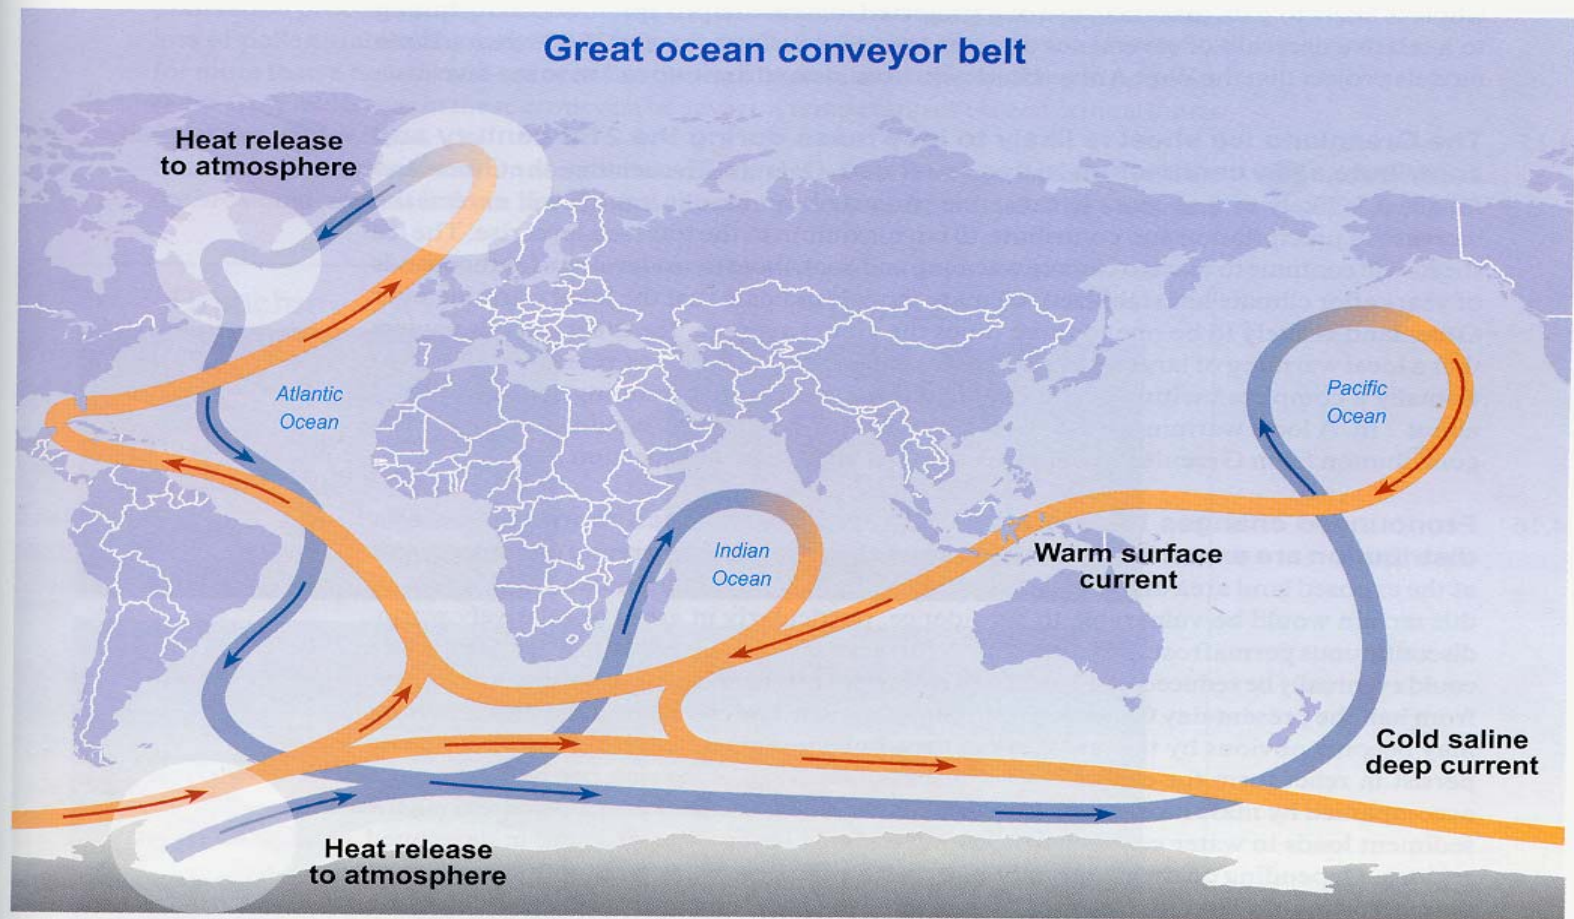 Great ocean conveyor belt
Heat release
to atmosphere
Atlantic
Ocean
Pacific
Ocean
Indian
Ocean
Warm surface
current
Cold saline
deep current
Heat release
to atmosphere